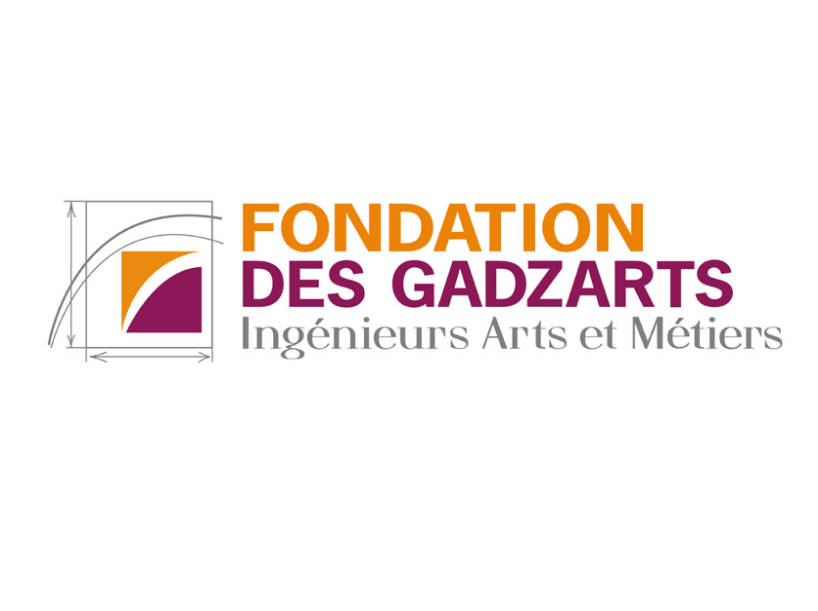 FONDATION
DES GADZARTS
Ingénieurs Arts et Métiers